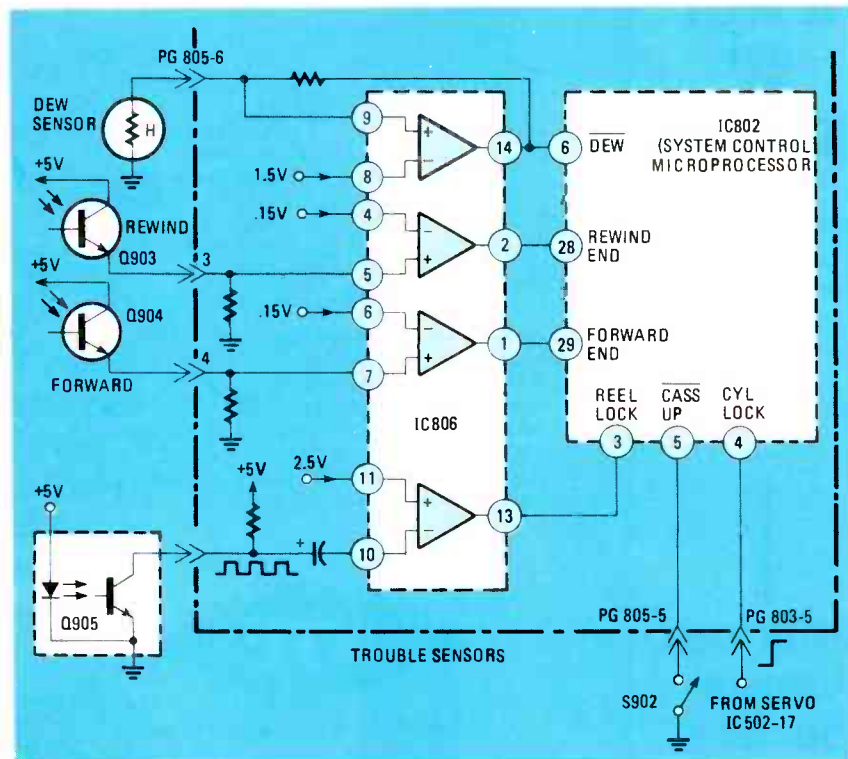 PG 805-6
DEW
SENSOR
H
+5V
REWIND
Q903
3
+5V
Q904
4
FORWARD
+5V
Q905
9
+
8
-
1.5V
.15V
4
-
5
+
.15V
6
-
7
+
IC806
+5V
2.5V
11
+
10
-
+
14
2
1
13
IC802
(SYSTEM CONTROL
MICROPROCESSOR
6
DEW
28
REWIND
END
29
FORWARD
END
REEL
LOCK
CASS
UP
CYL
LOCK
3
5
4
PG 805-5
PG 803-5
TROUBLE SENSORS
S902
FROM SERVO
IC502-17